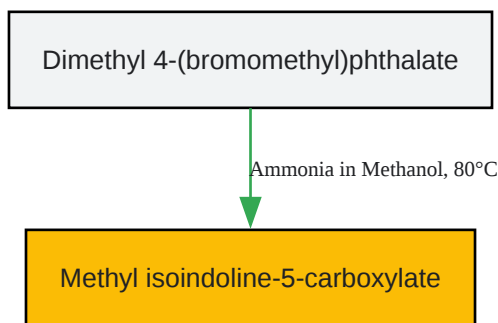 Dimethyl 4-(bromomethyl)phthalate
Ammonia in Methanol, 80°C
Methyl isoindoline-5-carboxylate